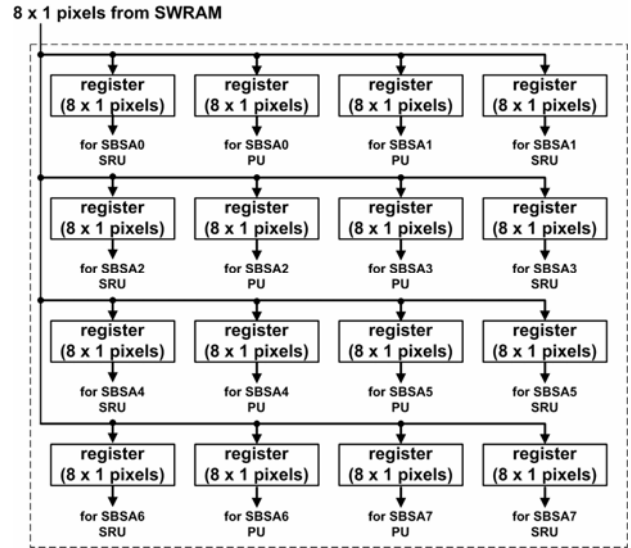 8 x 1 pixels from SWRAM
register register register register
(8 x 1 pixels) (8 x 1 pixels) (8 x 1 pixels) (8 x 1 pixels)
for SBSA0 for SBSA0 for SBSA1 for SBSA1
SRU PU PU SRU
register register register register
(8 x 1 pixels) (8 x 1 pixels) (8 x 1 pixels) (8 x 1 pixels)
for SBSA2 for SBSA2 for SBSA3 for SBSA3
SRU PU PU SRU
register register register register
(8 x 1 pixels) (8 x 1 pixels) (8 x 1 pixels) (8 x 1 pixels)
for SBSA4 for SBSA4 for SBSA5 for SBSA5
SRU PU PU SRU
register register register register
(8 x 1 pixels) (8 x 1 pixels) (8 x 1 pixels) (8 x 1 pixels)
for SBSA6 for SBSA6 for SBSA7 for SBSA7
SRU PU PU SRU